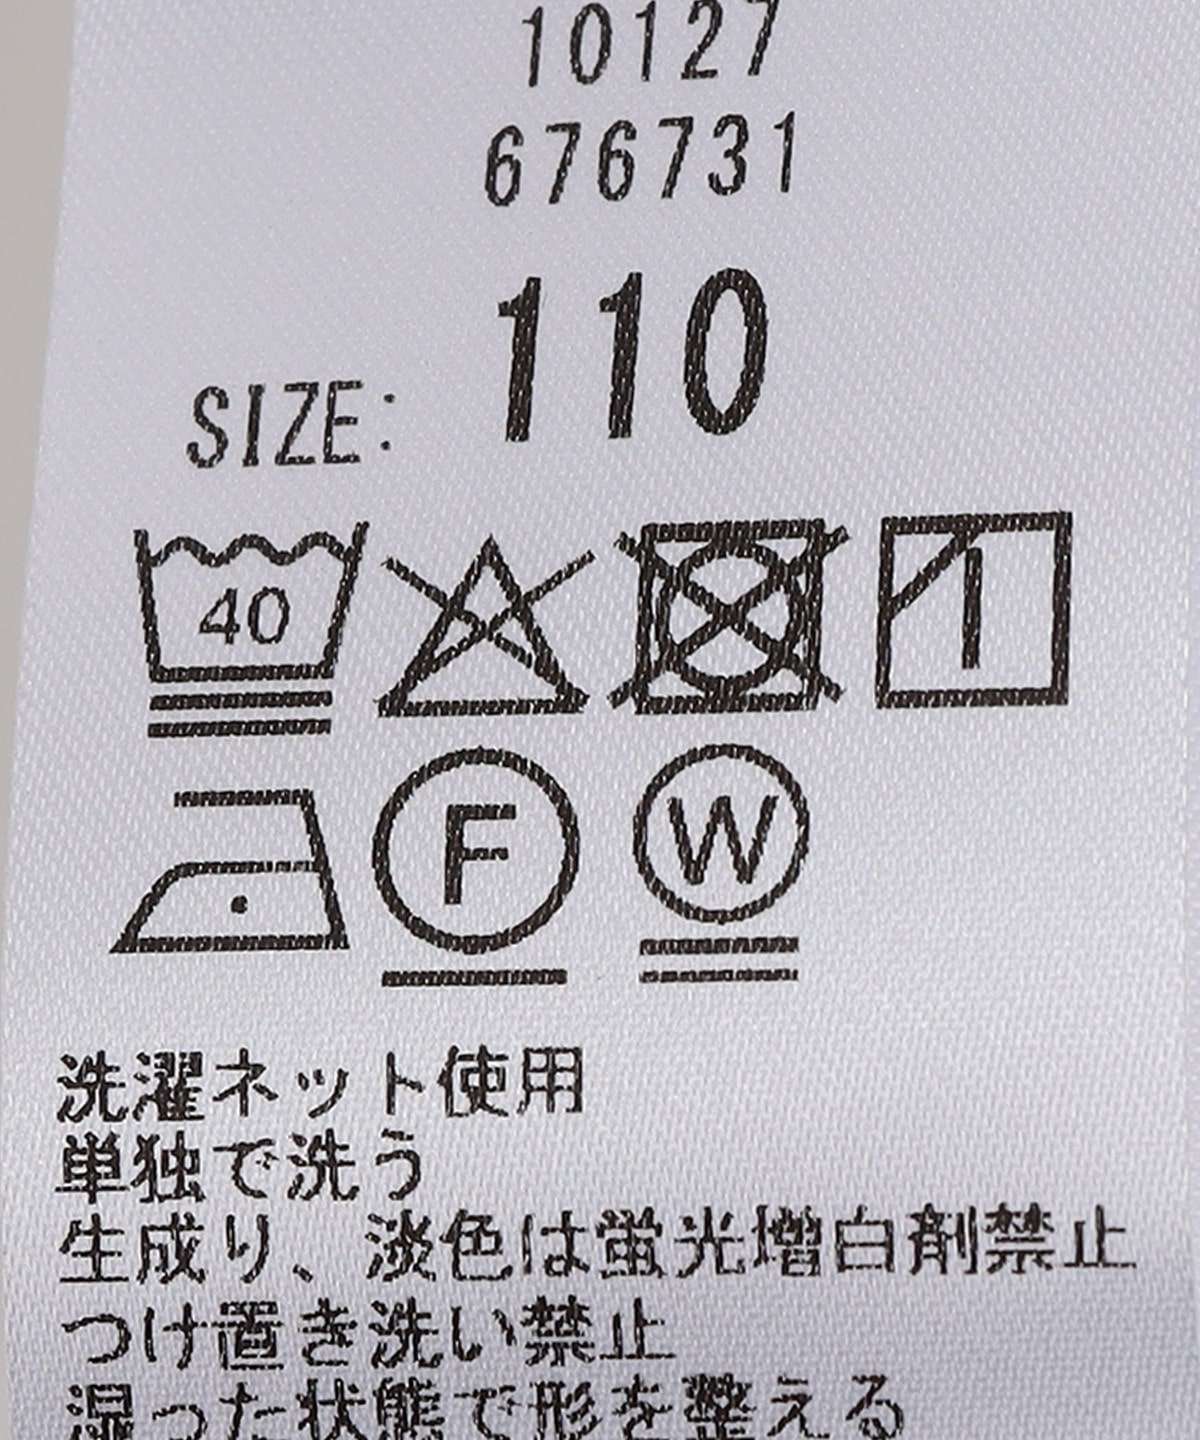 10127
676731
SIZE: 110
40
F
W
洗濯ネット使用
単独で洗う
生成り、淡色は蛍光増白剤禁止
つけ置き洗い禁止
湿った状態で形を整える